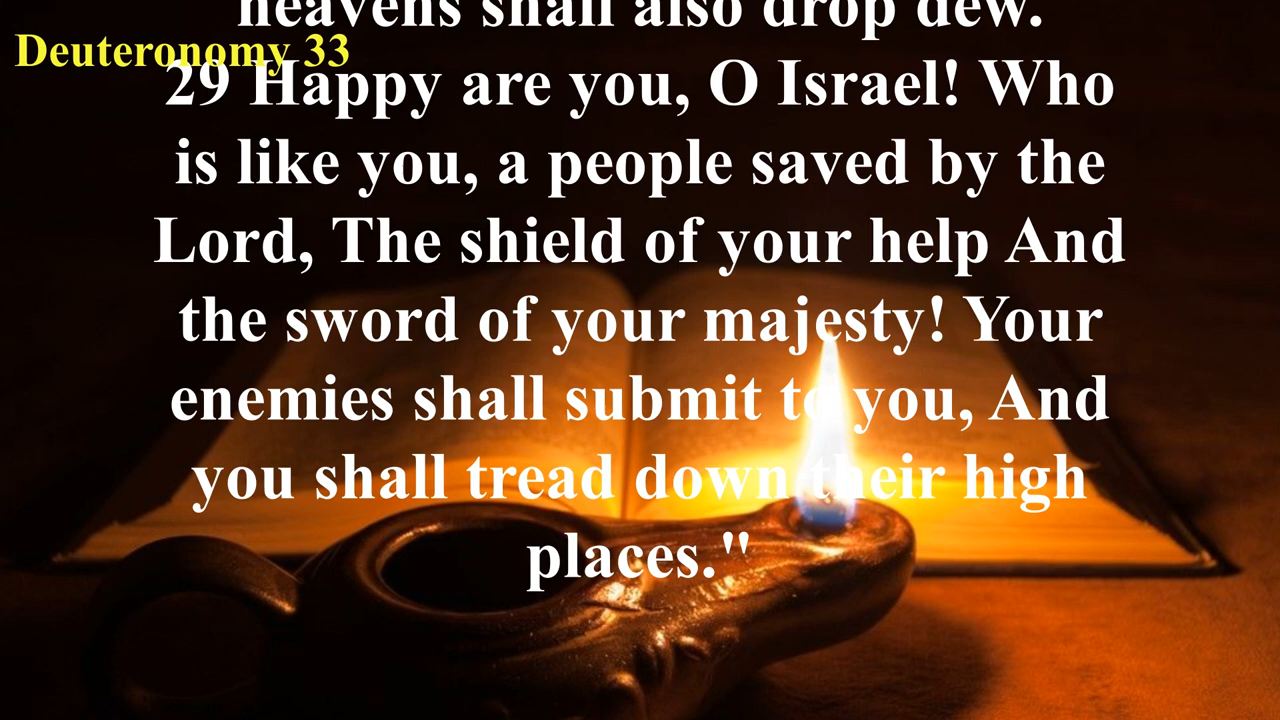 heavens shall also drop dew.
Deuteronomy 33
29 Happy are you, O Israel! Who
is like you, a people saved by the
Lord, The shield of your help And
the sword of your majesty! Your
enemies shall submit to you, And
you shall tread down their high
places."